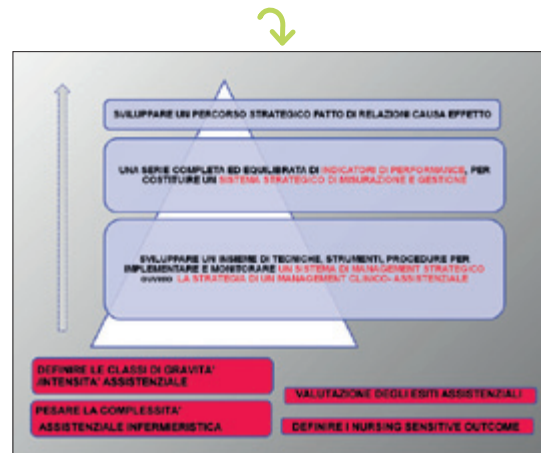 SVILUPPARE UN PERCORSO STRATEGICO FATTO DI RELAZIONI CAUSA EFFETTO
UNA SERIE COMPLETA ED EQUILIBRATA DI INDICATORI DI PERFORMANCE, PER
COSTITUIRE UN SISTEMA STRATEGICO DI MISURAZIONE E GESTIONE
SVILUPPARE UN INSIEME DI TECNICHE, STRUMENTI, PROCEDURE PER
IMPLEMENTARE E MONITORARE UN SISTEMA DI MANAGEMENT STRATEGICO
ovvero LA STRATEGIA DI UN MANAGEMENT CLINICO- ASSISTENZIALE
DEFINIRE LE CLASSI DI GRAVITA'
/INTENSITA' ASSISTENZIALE
PESARE LA COMPLESSITA'
ASSISTENZIALE INFERMIERISTICA
VALUTAZIONE DEGLI ESITI ASSISTENZIALI
DEFINIRE I NURSING SENSITIVE OUTCOME